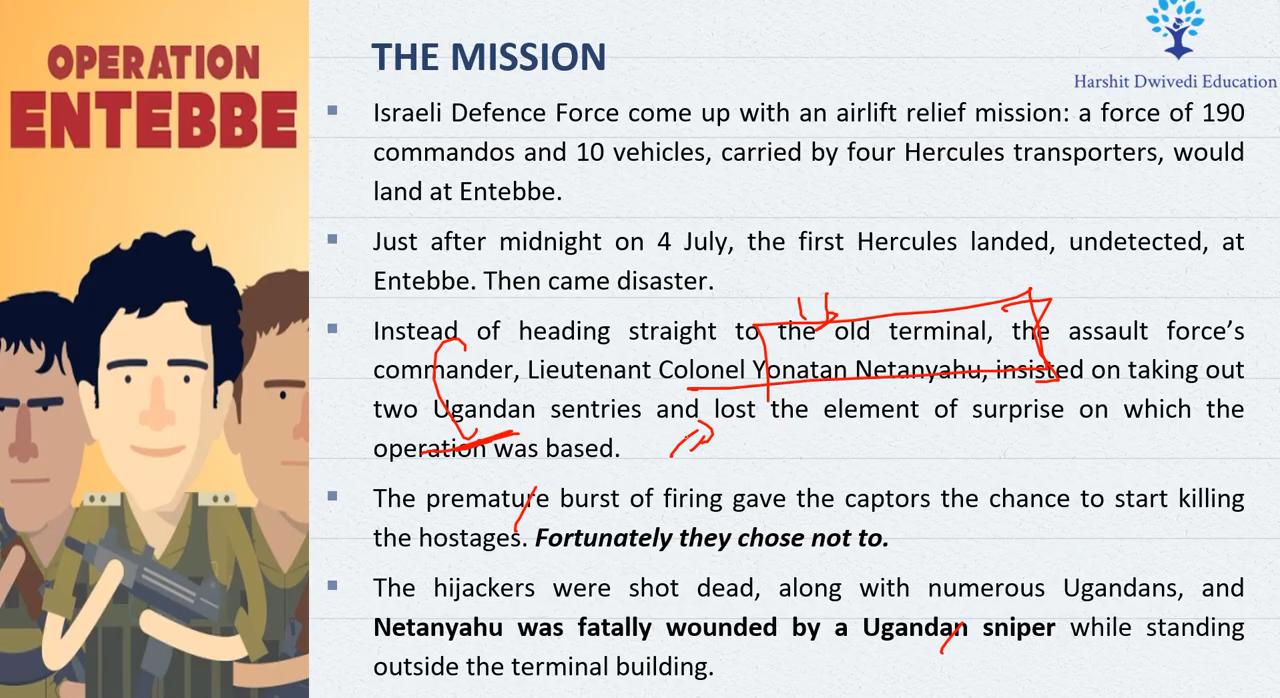 OPERATION
ENTEBBE
THE MISSION
Harshit Dwivedi Education
▪ Israeli Defence Force come up with an airlift relief mission: a force of 190
commandos and 10 vehicles, carried by four Hercules transporters, would
land at Entebbe.
▪ Just after midnight on 4 July, the first Hercules landed, undetected, at
Entebbe. Then came disaster.
▪ Instead of heading straight to the old terminal, the assault force's
commander, Lieutenant Colonel Yonatan Netanyahu, insisted on taking out
two Ugandan sentries and lost the element of surprise on which the
operation was based.
▪ The premature burst of firing gave the captors the chance to start killing
the hostages. Fortunately they chose not to.
▪ The hijackers were shot dead, along with numerous Ugandans, and
Netanyahu was fatally wounded by a Ugandan sniper while standing
outside the terminal building.